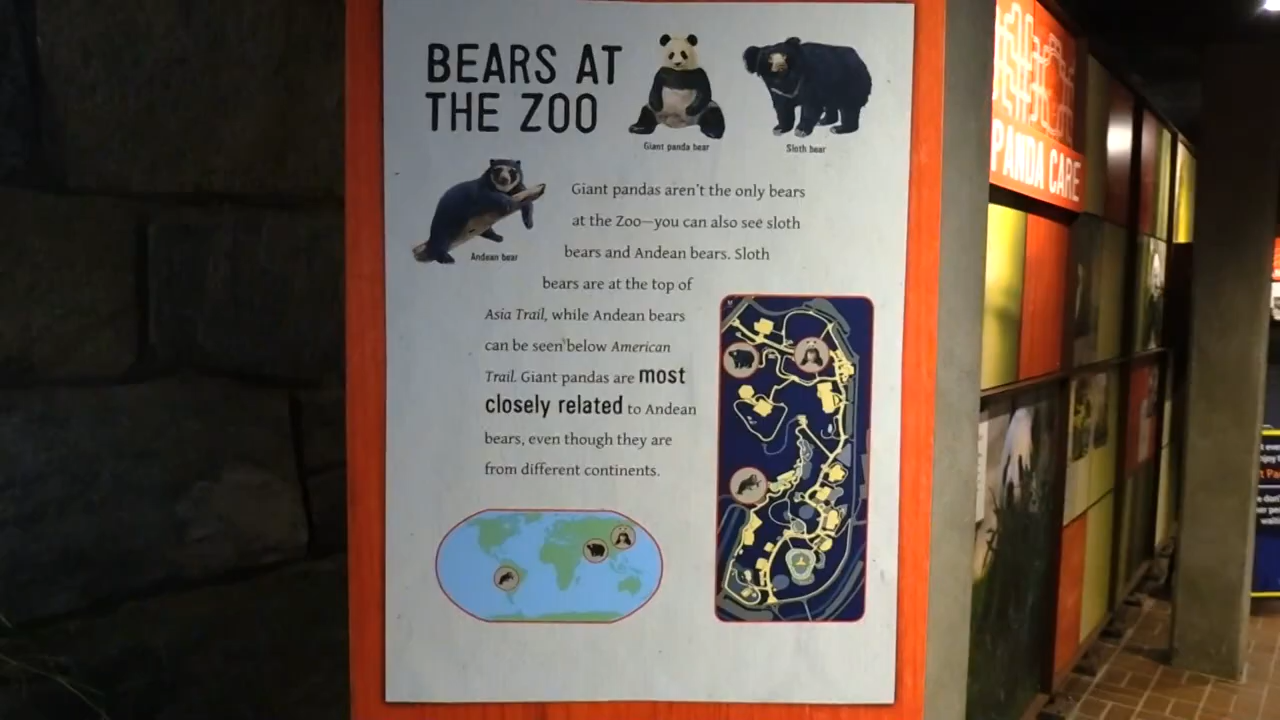 BEARS AT
THE ZOO
Giant panda bear
Sloth bear
Andean bear
Giant pandas aren't the only bears
at the Zoo—you can also see sloth
bears and Andean bears. Sloth
bears are at the top of
Asia Trail, while Andean bears
can be seen below American
Trail. Giant pandas are most
closely related to Andean
bears, even though they are
from different continents.
PANDA CARE